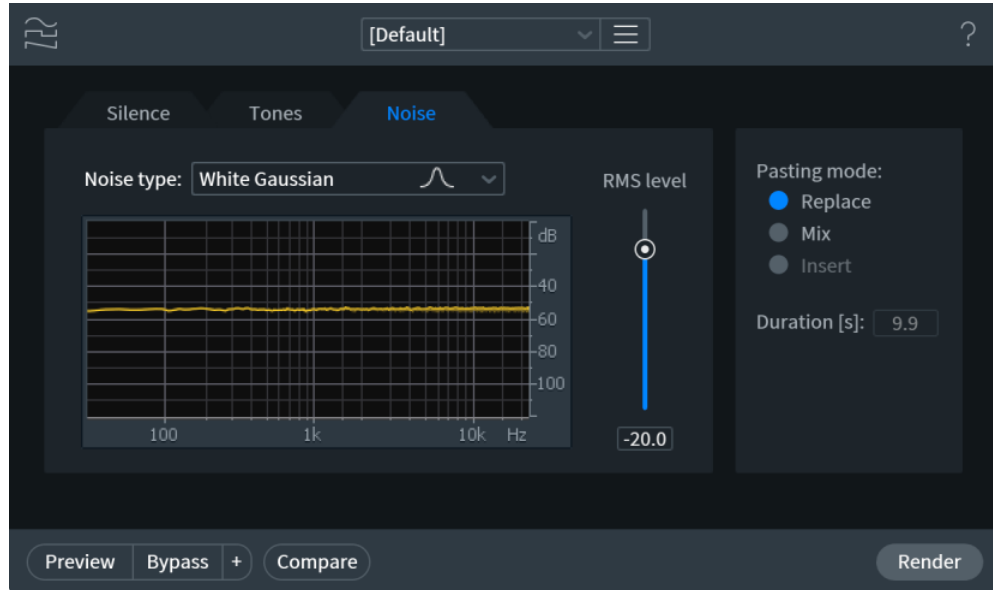 [Default]
?
Silence Tones Noise
Noise type: White Gaussian
RMS level
dB
-40
-60
-80
-100
100 1k 10k Hz
-20.0
Pasting mode:
Replace
Mix
Insert
Duration [s]: 9.9
Preview Bypass + Compare Render